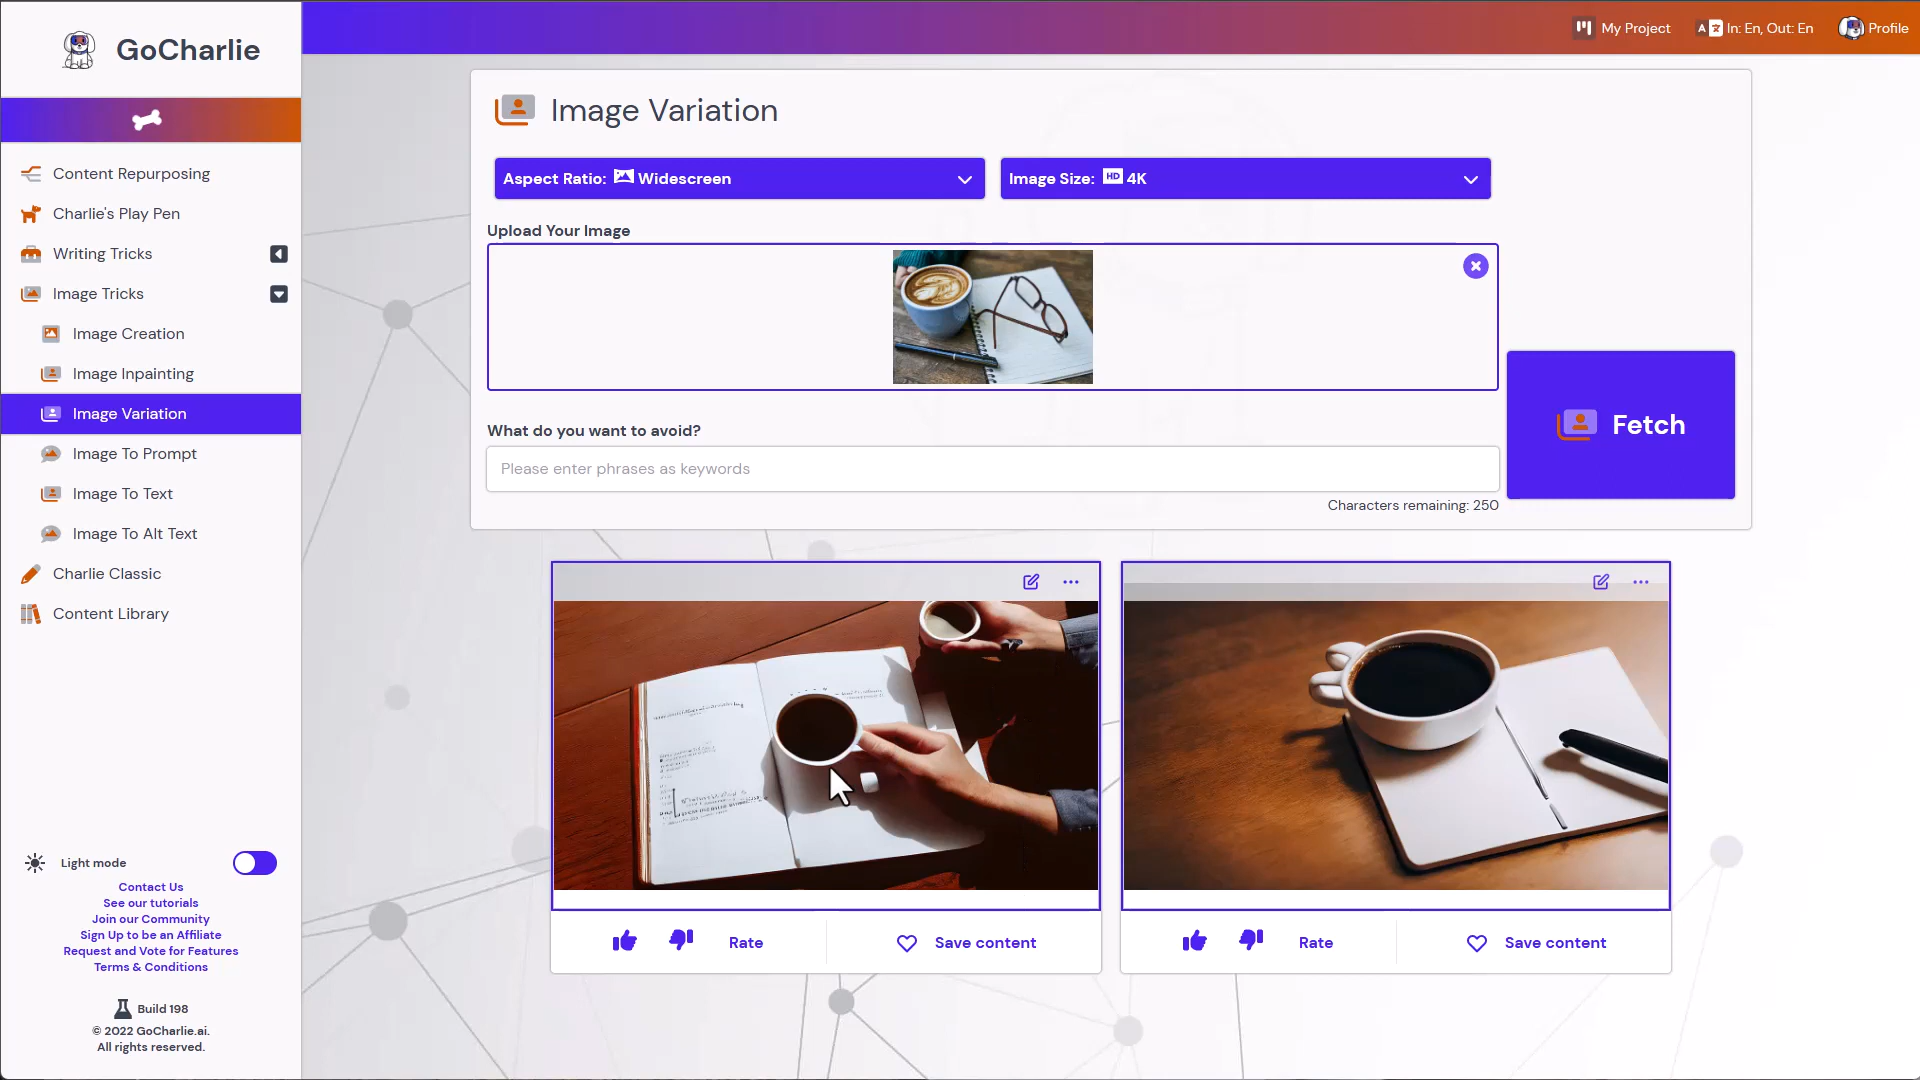 GoCharlie
My Project
In: En, Out: En
Profile
Content Repurposing
Charlie's Play Pen
Writing Tricks
Image Tricks
Image Creation
Image Inpainting
Image Variation
Image To Prompt
Image To Text
Image To Alt Text
Charlie Classic
Content Library
Light mode
Contact Us
See our tutorials
Join our Community
Sign Up to be an Affiliate
Request and Vote for Features
Terms & Conditions
Build 198
© 2022 GoCharlie.ai.
All rights reserved.
Image Variation
Aspect Ratio: Widescreen
Image Size: HD 4K
Upload Your Image
What do you want to avoid?
Please enter phrases as keywords
Characters remaining: 250
Fetch
Rate
Save content
Rate
Save content